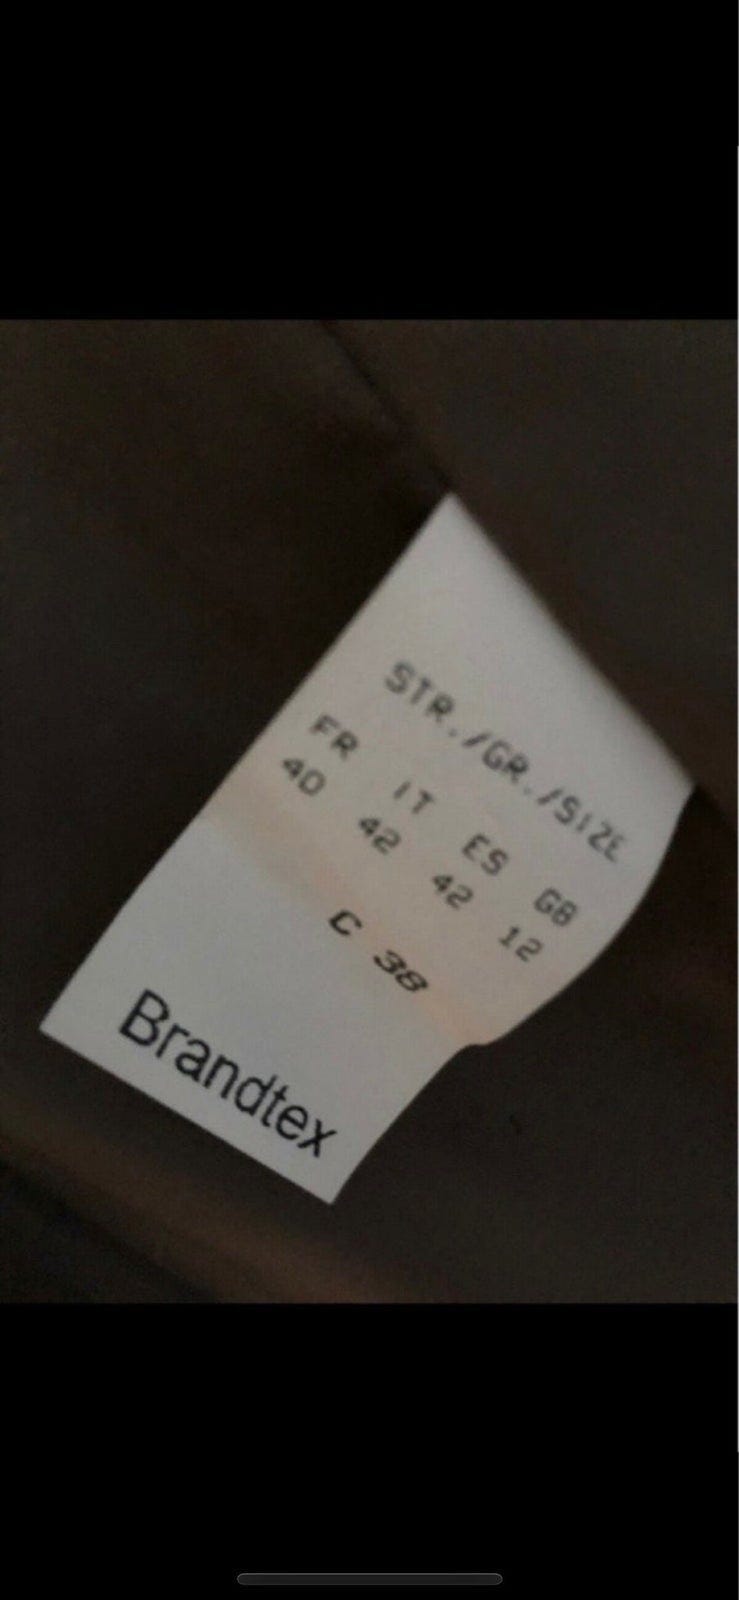 STR./GR./SIZE
FR IT ES GB
40 42 42 12
C 38
Brandtex